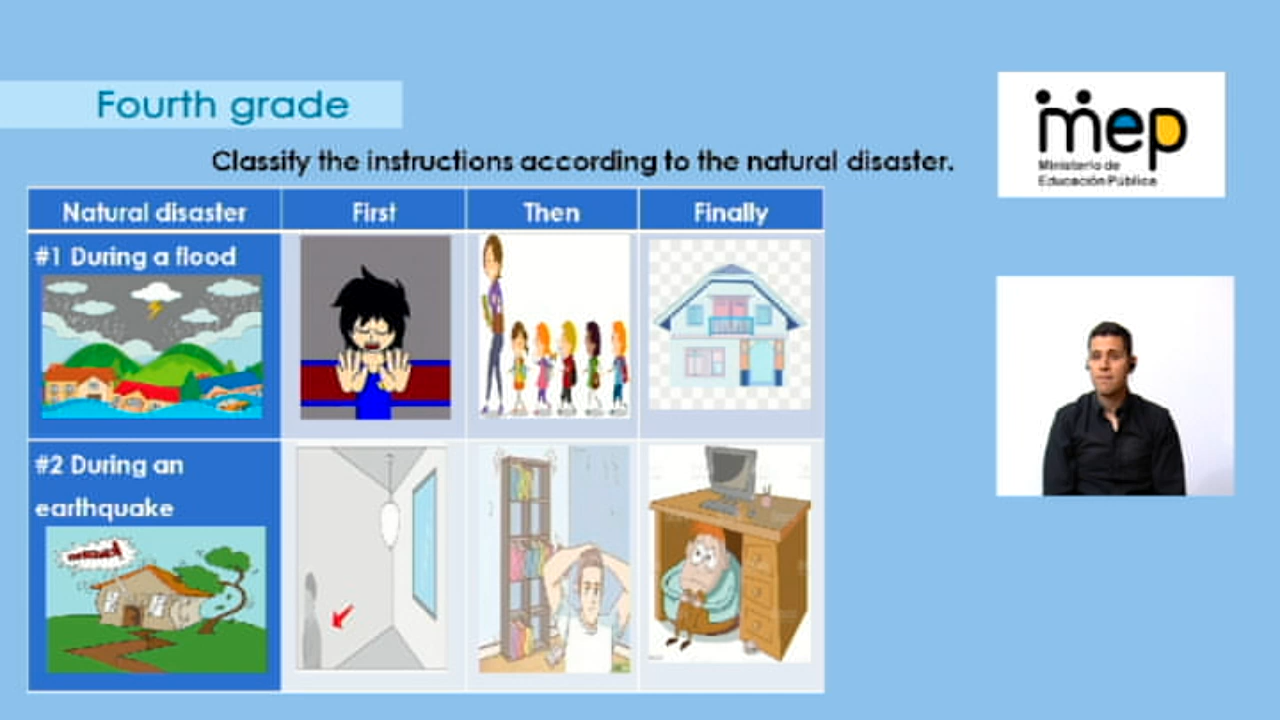 Fourth grade
Classify the instructions according to the natural disaster.
mep
Ministerio de
Educación Pública
Natural disaster
First
Then
Finally
#1 During a flood
#2 During an
earthquake